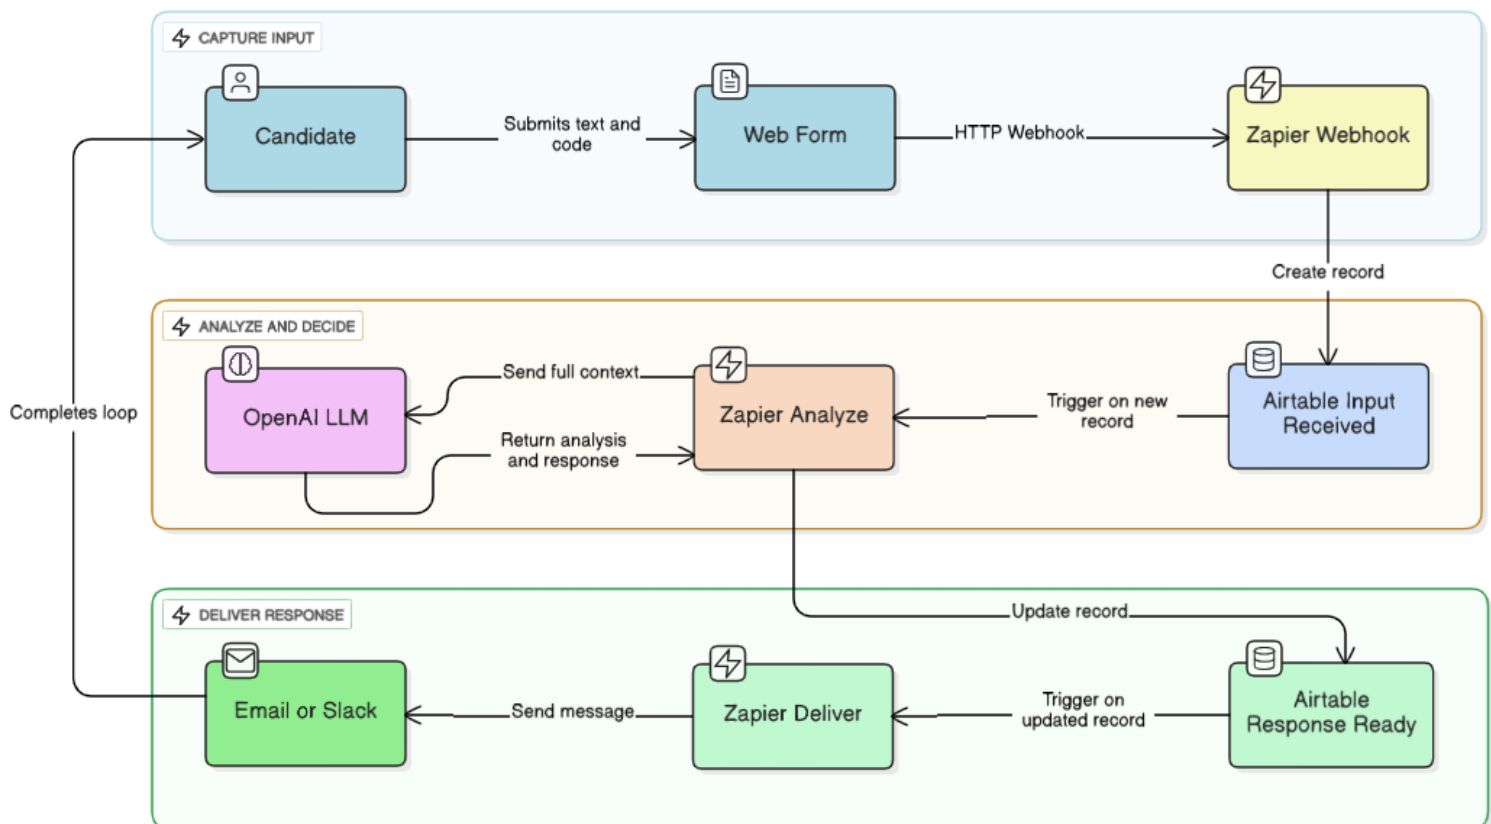 CAPTURE INPUT
Candidate
Submits text and
code
Web Form
HTTP Webhook
Zapier Webhook
Create record
ANALYZE AND DECIDE
OpenAI LLM
Send full context
Return analysis
and response
Zapier Analyze
Trigger on new
record
Airtable Input
Received
Completes loop
Update record
DELIVER RESPONSE
Email or Slack
Send message
Zapier Deliver
Trigger on
updated record
Airtable
Response Ready